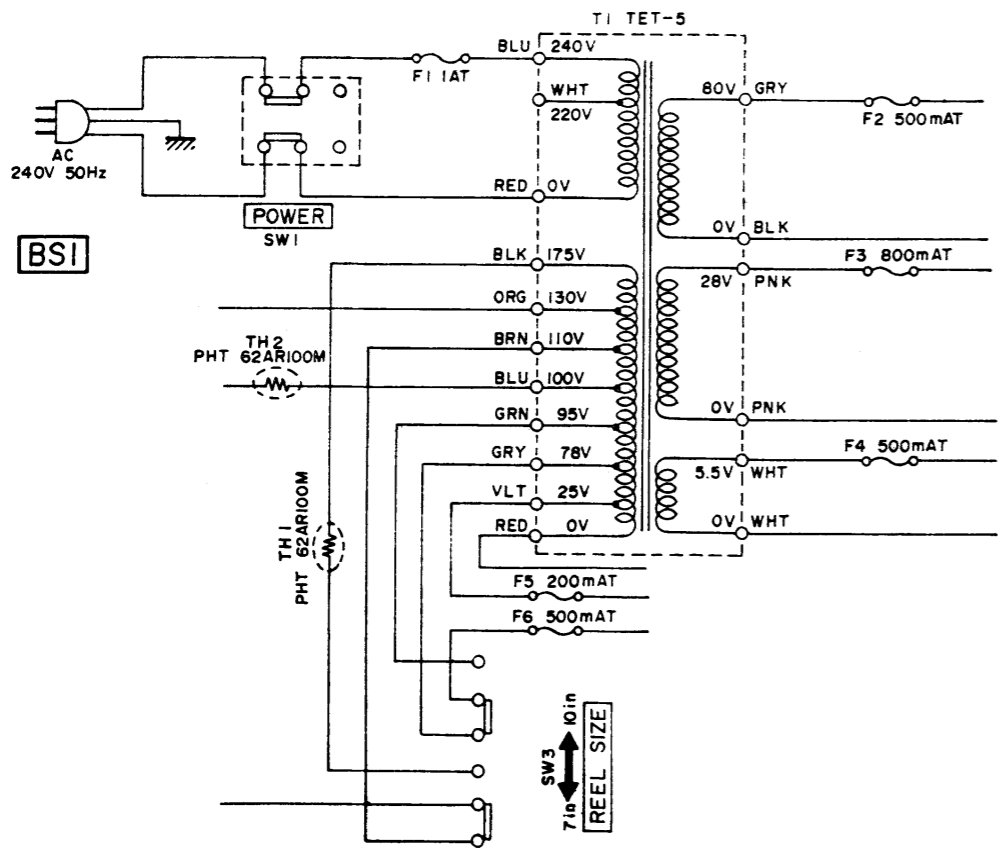 T1 TET-5
BLU 240V
F1 1AT
WHT
220V
80V GRY
F2 500mAT
AC
240V 50Hz
RED 0V
POWER
SW1
0V BLK
BS1
BLK 175V
F3 800mAT
28V PNK
ORG 130V
TH2
PHT 62AR100M
BRN 110V
BLU 100V
GRN 95V
0V PNK
GRY 78V
F4 500mAT
5.5V WHT
VLT 25V
RED 0V
0V WHT
TH1
PHT 62AR100M
F5 200mAT
F6 500mAT
SW3
7in 10in
REEL SIZE